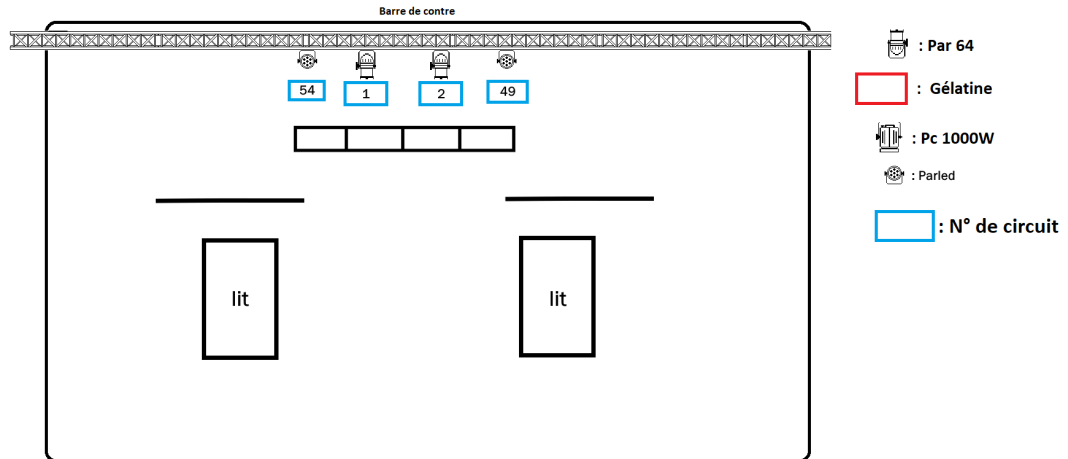 Barre de contre
54
1
2
49
lit
lit
: Par 64
: Gélatine
: Pc 1000W
: Parled
: N° de circuit